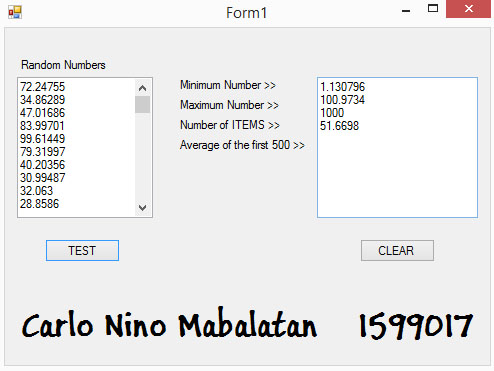 Form1
Random Numbers
72.24755
34.86289
47.01686
83.99701
99.61449
79.31997
40.20356
30.99487
32.063
28.8586
Minimum Number >>
Maximum Number >>
Number of ITEMS >>
Average of the first 500 >>
1.130796
100.9734
1000
51.6698
TEST
CLEAR
Carlo Nino Mabalatan 1599017